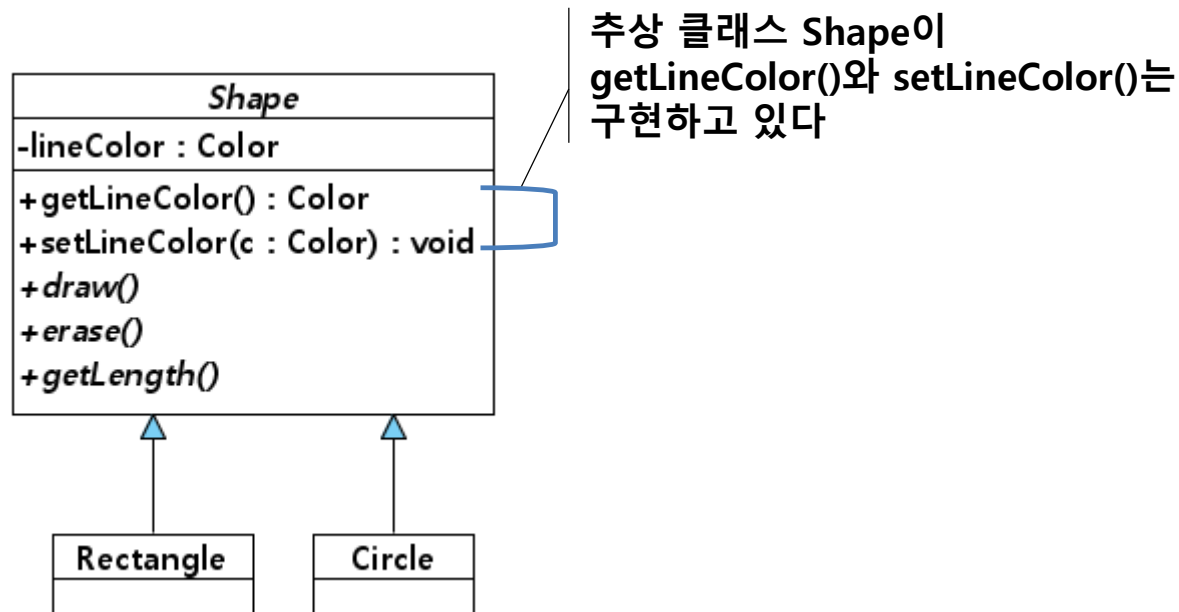 추상 클래스 Shape이
getLineColor()와 setLineColor()는
구현하고 있다
Shape
-lineColor : Color
+getLineColor() : Color
+setLineColor(c : Color) : void
+draw()
+erase()
+getLength()
Rectangle
Circle